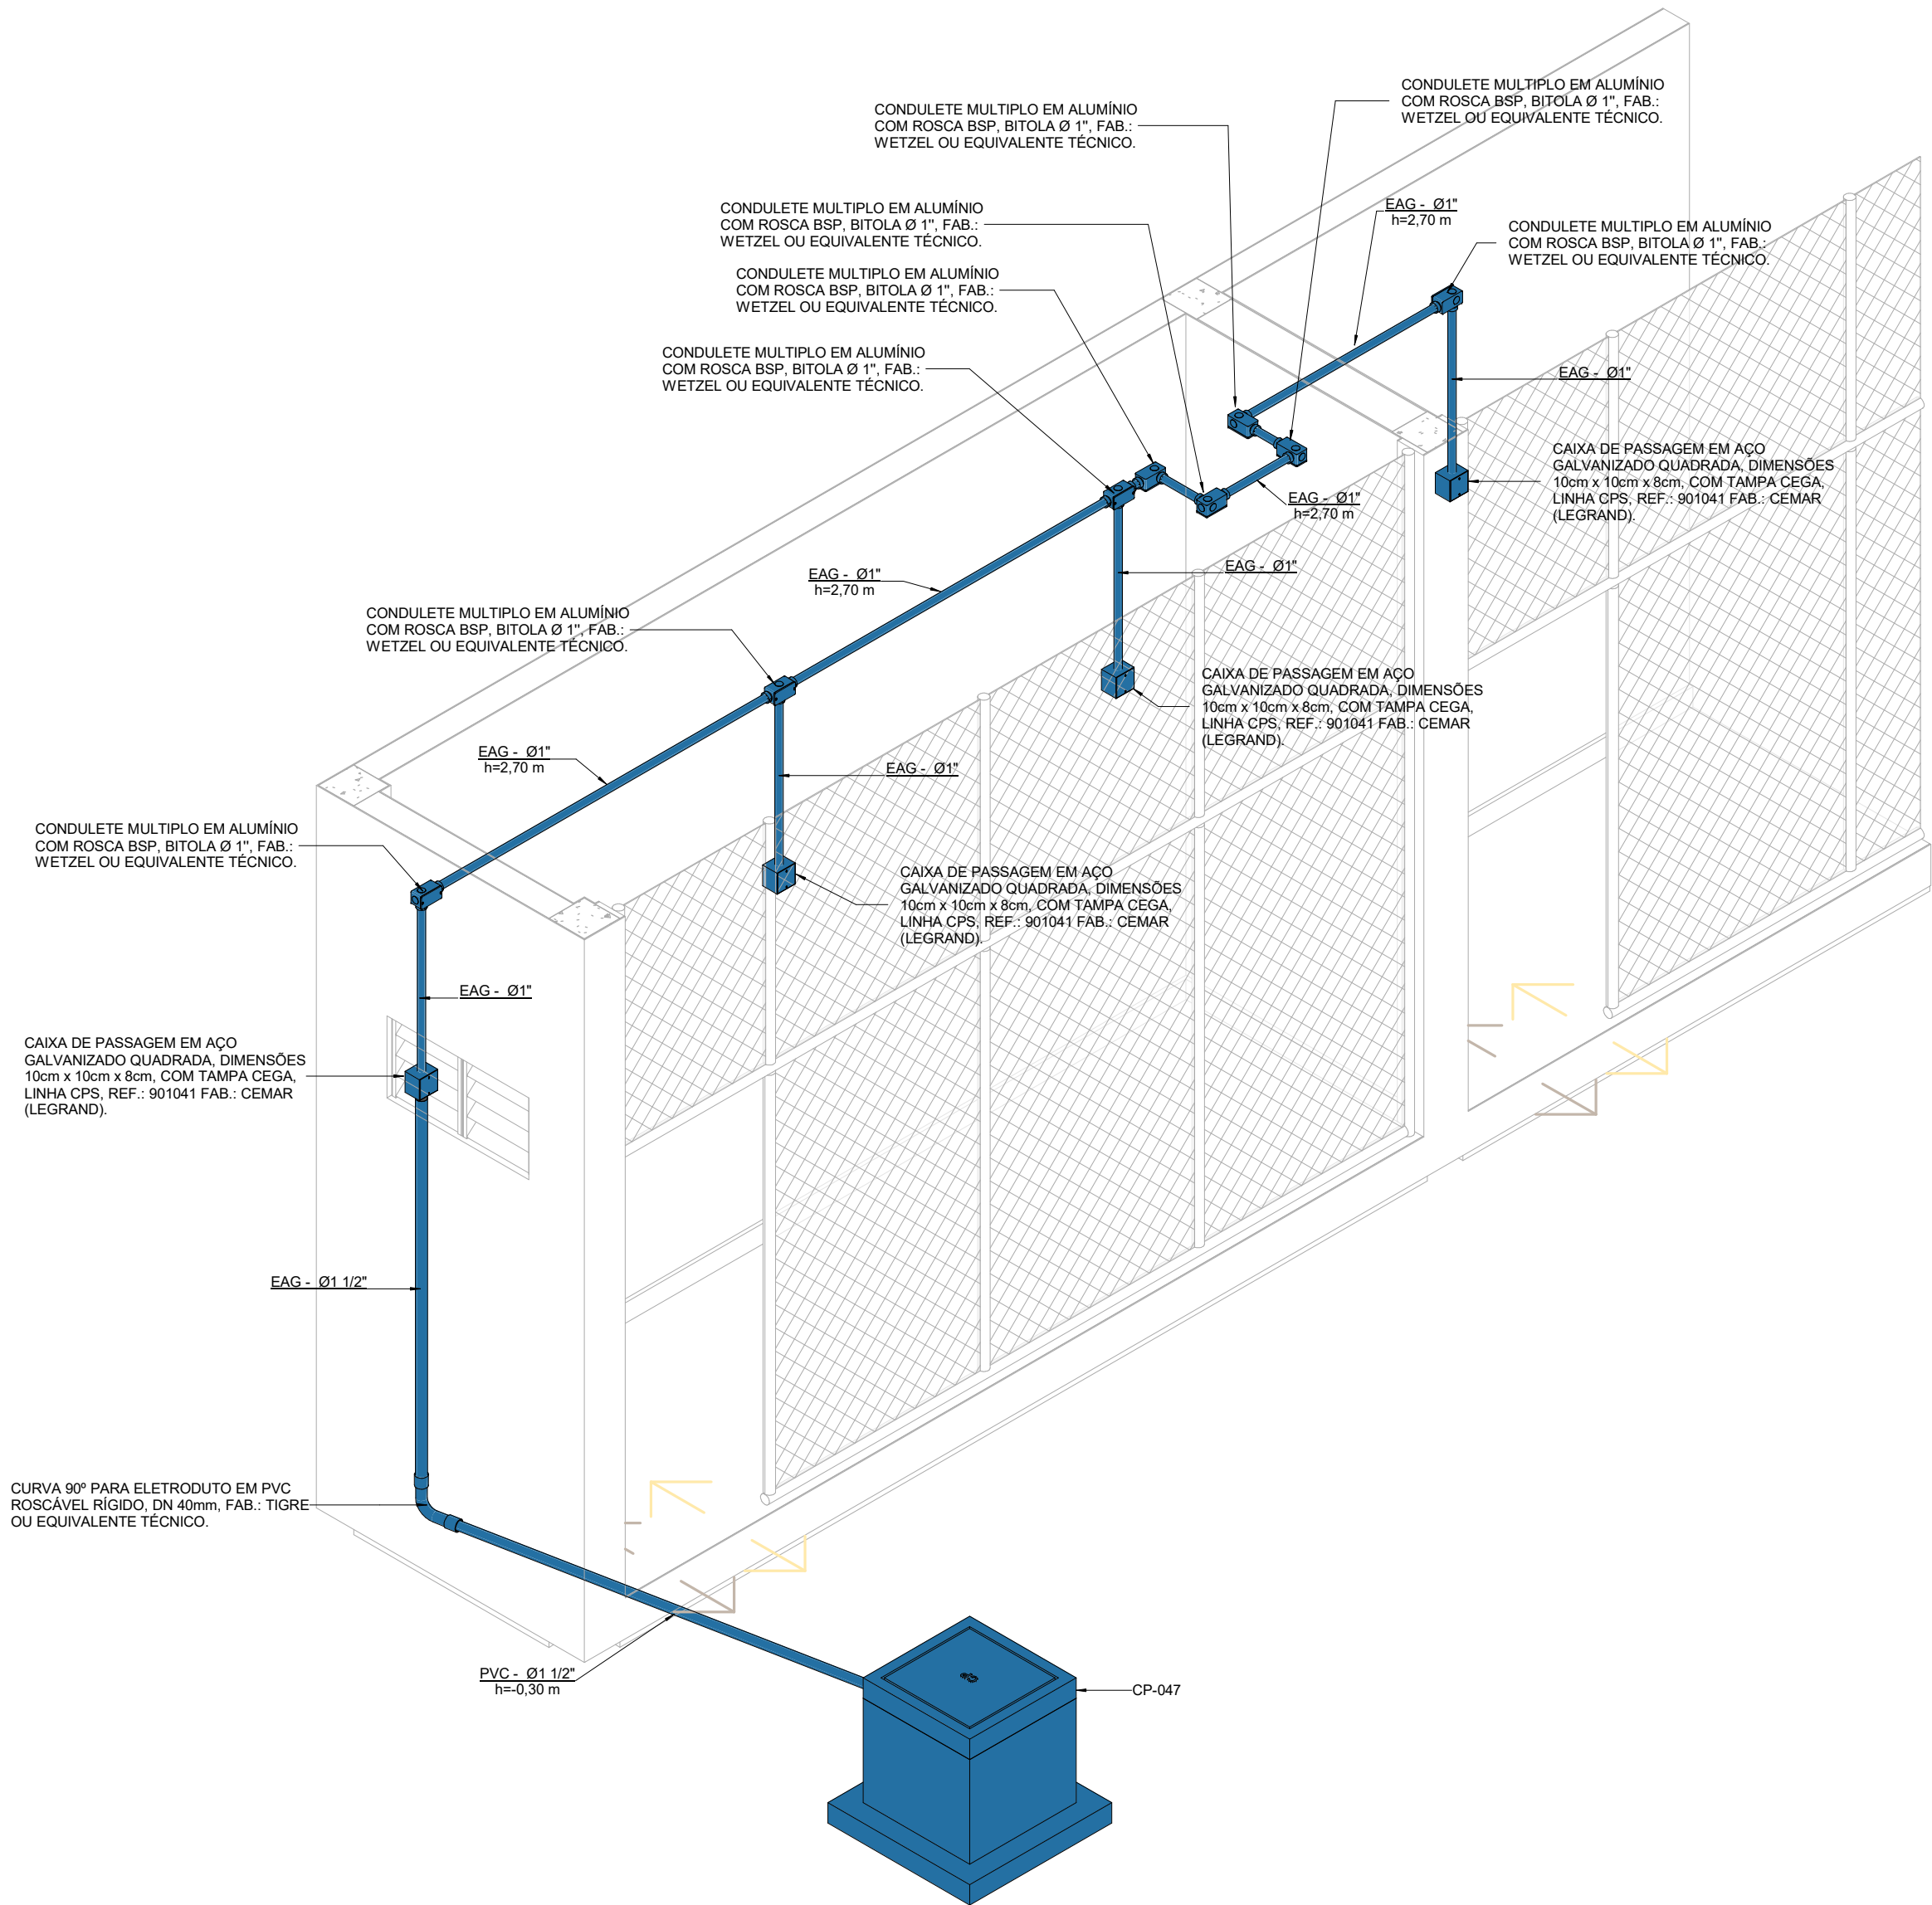 CONDULETE MULTIPLO EM ALUMÍNIO
COM ROSCA BSP, BITOLA Ø 1", FAB.:
WETZEL OU EQUIVALENTE TÉCNICO.
CONDULETE MULTIPLO EM ALUMÍNIO
COM ROSCA BSP, BITOLA Ø 1", FAB.:
WETZEL OU EQUIVALENTE TÉCNICO.
CONDULETE MULTIPLO EM ALUMÍNIO
COM ROSCA BSP, BITOLA Ø 1", FAB.:
WETZEL OU EQUIVALENTE TÉCNICO.
EAG - Ø1"
h=2,70 m
CONDULETE MULTIPLO EM ALUMÍNIO
COM ROSCA BSP, BITOLA Ø 1", FAB.:
WETZEL OU EQUIVALENTE TÉCNICO.
CONDULETE MULTIPLO EM ALUMÍNIO
COM ROSCA BSP, BITOLA Ø 1", FAB.:
WETZEL OU EQUIVALENTE TÉCNICO.
CONDULETE MULTIPLO EM ALUMÍNIO
COM ROSCA BSP, BITOLA Ø 1", FAB.:
WETZEL OU EQUIVALENTE TÉCNICO.
EAG - Ø1"
CAIXA DE PASSAGEM EM AÇO
GALVANIZADO QUADRADA, DIMENSÕES
10cm x 10cm x 8cm, COM TAMPA CEGA,
LINHA CPS, REF.: 901041 FAB.: CEMAR
(LEGRAND).
EAG - Ø1"
h=2,70 m
EAG - Ø1"
EAG - Ø1"
h=2,70 m
CONDULETE MULTIPLO EM ALUMÍNIO
COM ROSCA BSP, BITOLA Ø 1", FAB.:
WETZEL OU EQUIVALENTE TÉCNICO.
CAIXA DE PASSAGEM EM AÇO
GALVANIZADO QUADRADA, DIMENSÕES
10cm x 10cm x 8cm, COM TAMPA CEGA,
LINHA CPS, REF.: 901041 FAB.: CEMAR
(LEGRAND).
EAG - Ø1"
h=2,70 m
EAG - Ø1"
CONDULETE MULTIPLO EM ALUMÍNIO
COM ROSCA BSP, BITOLA Ø 1", FAB.:
WETZEL OU EQUIVALENTE TÉCNICO.
CAIXA DE PASSAGEM EM AÇO
GALVANIZADO QUADRADA, DIMENSÕES
10cm x 10cm x 8cm, COM TAMPA CEGA,
LINHA CPS, REF.: 901041 FAB.: CEMAR
(LEGRAND).
EAG - Ø1"
CAIXA DE PASSAGEM EM AÇO
GALVANIZADO QUADRADA, DIMENSÕES
10cm x 10cm x 8cm, COM TAMPA CEGA,
LINHA CPS, REF.: 901041 FAB.: CEMAR
(LEGRAND).
EAG - Ø1 1/2"
CURVA 90º PARA ELETRODUTO EM PVC
ROSCÁVEL RÍGIDO, DN 40mm, FAB.: TIGRE
OU EQUIVALENTE TÉCNICO.
PVC - Ø1 1/2"
h=-0,30 m
CP
CP-047